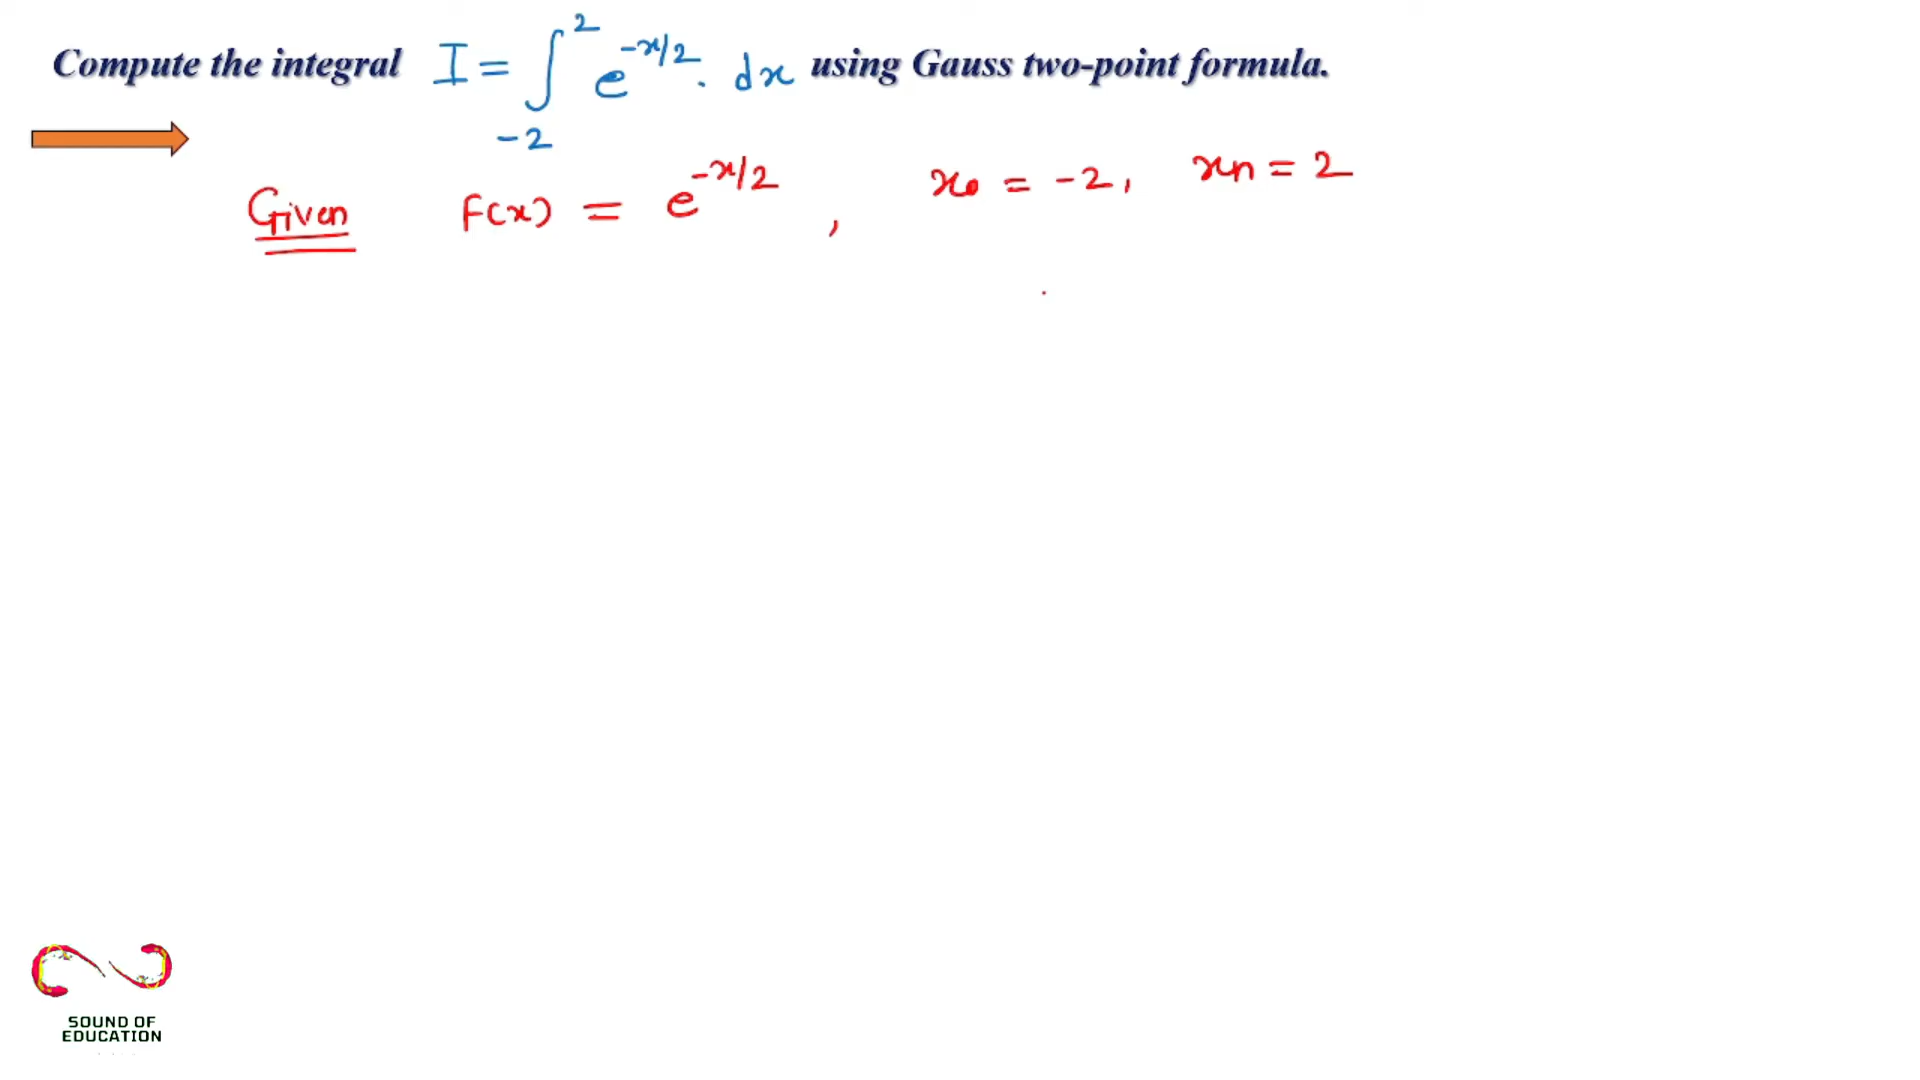 Compute the integral I = ∫_{-2}^{2} e^{-x/2} . dx using Gauss two-point formula.
Given F(x) = e^{-x/2} , x₀ = -2, xn = 2
SOUND OF
EDUCATION